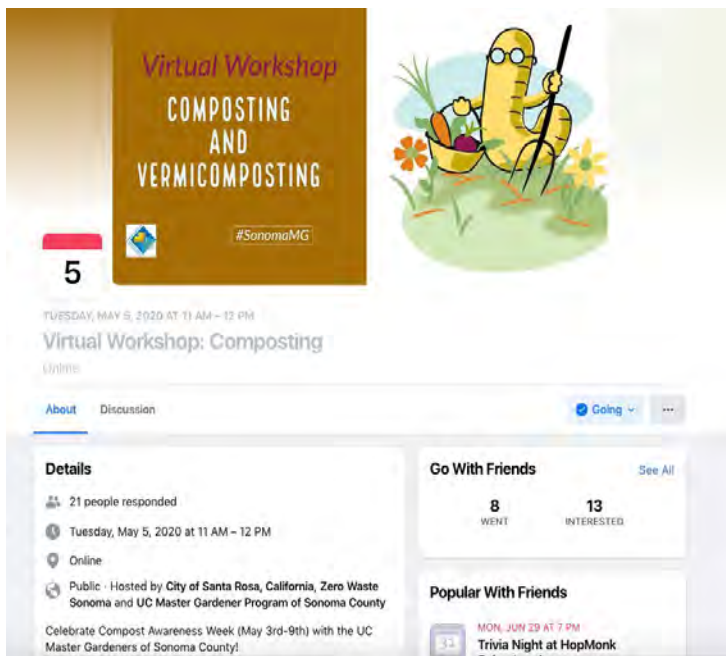 Virtual Workshop
COMPOSTING
AND
VERMICOMPOSTING
#SonomaMG
5
TUESDAY, MAY 5, 2020 AT 11 AM – 12 PM
Virtual Workshop: Composting
Online
About Discussion
Going
Details
21 people responded
Tuesday, May 5, 2020 at 11 AM – 12 PM
Online
Public · Hosted by City of Santa Rosa, California, Zero Waste
Sonoma and UC Master Gardener Program of Sonoma County
Celebrate Compost Awareness Week (May 3rd-9th) with the UC
Master Gardeners of Sonoma County!
Go With Friends See All
8 13
WENT INTERESTED
Popular With Friends
31
MON, JUN 29 AT 7 PM
Trivia Night at HopMonk